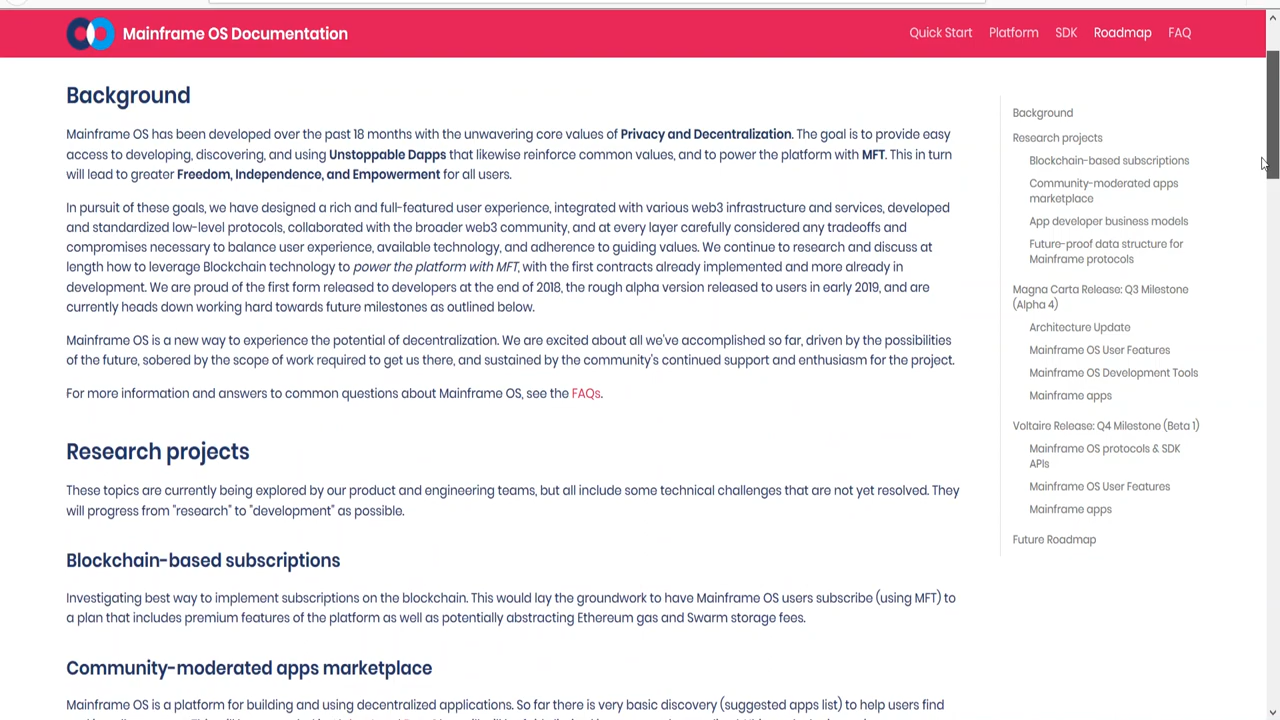 Mainframe OS Documentation
Quick Start Platform SDK Roadmap FAQ
Background
Mainframe OS has been developed over the past 18 months with the unwavering core values of Privacy and Decentralization. The goal is to provide easy
access to developing, discovering, and using Unstoppable Dapps that likewise reinforce common values, and to power the platform with MFT. This in turn
will lead to greater Freedom, Independence, and Empowerment for all users.
In pursuit of these goals, we have designed a rich and full-featured user experience, integrated with various web3 infrastructure and services, developed
and standardized low-level protocols, collaborated with the broader web3 community, and at every layer carefully considered any tradeoffs and
compromises necessary to balance user experience, available technology, and adherence to guiding values. We continue to research and discuss at
length how to leverage Blockchain technology to power the platform with MFT, with the first contracts already implemented and more already in
development. We are proud of the first form released to developers at the end of 2018, the rough alpha version released to users in early 2019, and are
currently heads down working hard towards future milestones as outlined below.
Mainframe OS is a new way to experience the potential of decentralization. We are excited about all we've accomplished so far, driven by the possibilities
of the future, sobered by the scope of work required to get us there, and sustained by the community's continued support and enthusiasm for the project.
For more information and answers to common questions about Mainframe OS, see the FAQs.
Research projects
These topics are currently being explored by our product and engineering teams, but all include some technical challenges that are not yet resolved. They
will progress from "research" to "development" as possible.
Blockchain-based subscriptions
Investigating best way to implement subscriptions on the blockchain. This would lay the groundwork to have Mainframe OS users subscribe (using MFT) to
a plan that includes premium features of the platform as well as potentially abstracting Ethereum gas and Swarm storage fees.
Community-moderated apps marketplace
Mainframe OS is a platform for building and using decentralized applications. So far there is very basic discovery (suggested apps list) to help users find
Background
Research projects
Blockchain-based subscriptions
Community-moderated apps
marketplace
App developer business models
Future-proof data structure for
Mainframe protocols
Magna Carta Release: Q3 Milestone
(Alpha 4)
Architecture Update
Mainframe OS User Features
Mainframe OS Development Tools
Mainframe apps
Voltaire Release: Q4 Milestone (Beta 1)
Mainframe OS protocols & SDK
APIs
Mainframe OS User Features
Mainframe apps
Future Roadmap